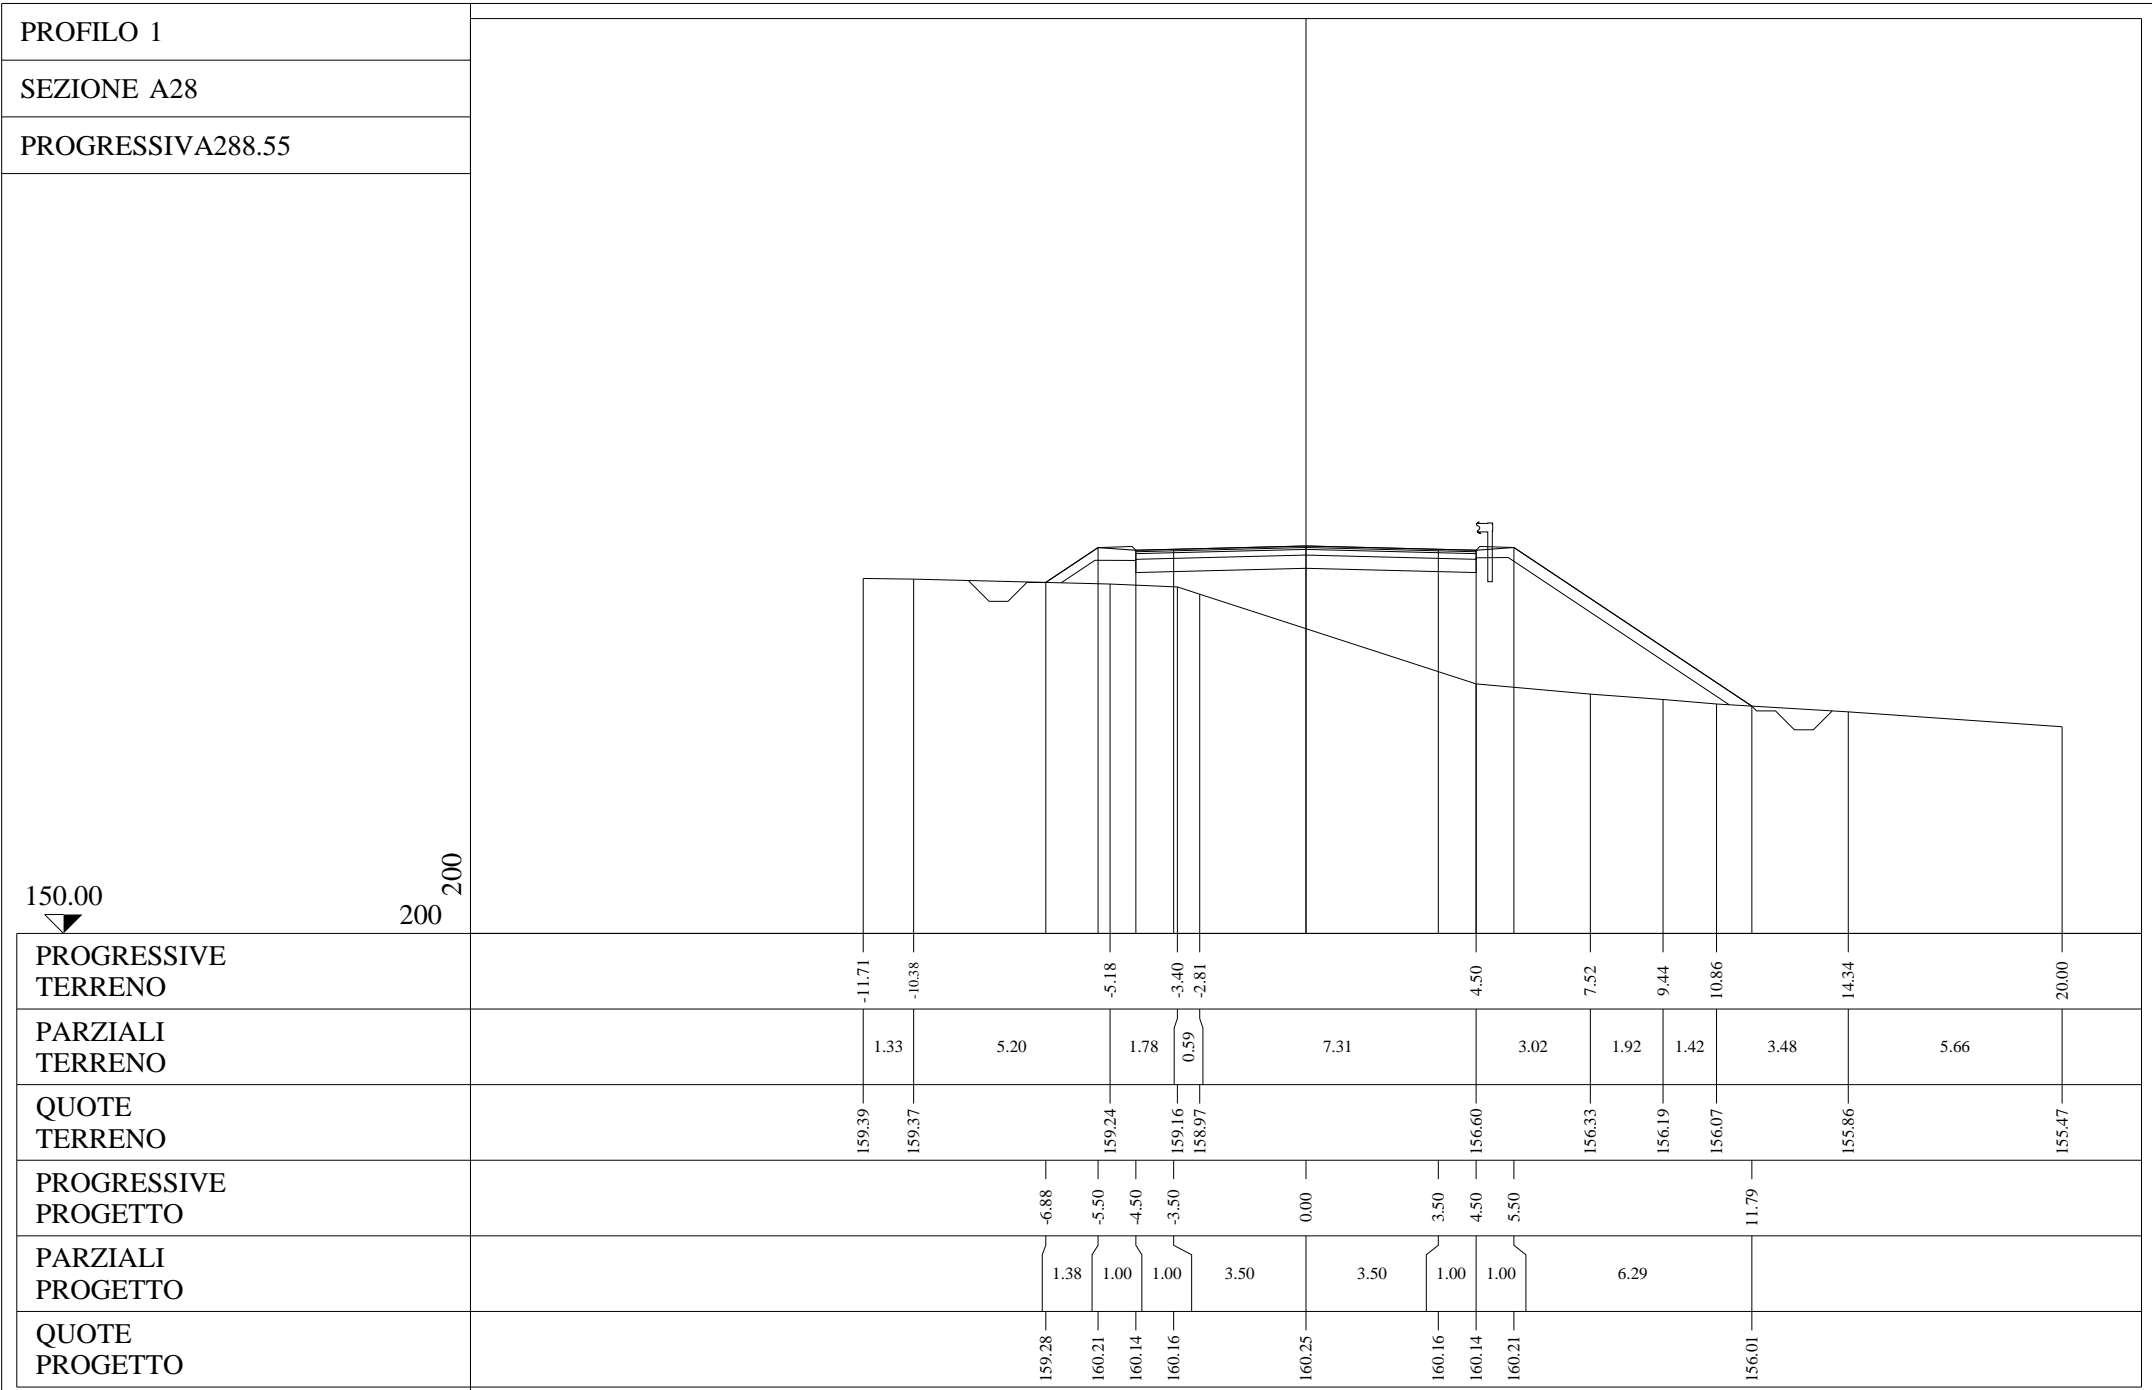 PROFILO 1
SEZIONE A28
PROGRESSIVA288.55
200
150.00
200
PROGRESSIVE
TERRENO
-11.71 -10.38 -5.18 -3.40 -2.81 4.50 7.52 9.44 10.86 14.34 20.00
PARZIALI
TERRENO
1.33 5.20 1.78 0.59 7.31 3.02 1.92 1.42 3.48 5.66
QUOTE
TERRENO
159.39 159.37 159.24 159.16 158.97 156.60 156.33 156.19 156.07 155.86 155.47
PROGRESSIVE
PROGETTO
-6.88 -5.50 -4.50 -3.50 0.00 3.50 4.50 5.50 11.79
PARZIALI
PROGETTO
1.38 1.00 1.00 3.50 3.50 1.00 1.00 6.29
QUOTE
PROGETTO
159.28 160.21 160.14 160.16 160.25 160.16 160.14 160.21 156.01